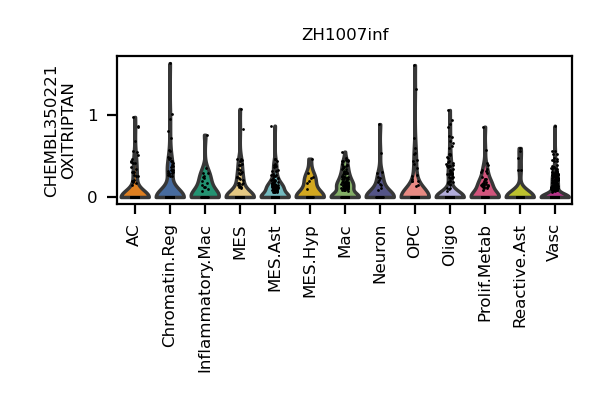 ZH1007inf
CHEMBL350221
OXITRIPTAN
1
0
AC
Chromatin.Reg
Inflammatory.Mac
MES
MES.Ast
MES.Hyp
Mac
Neuron
OPC
Oligo
Prolif.Metab
Reactive.Ast
Vasc